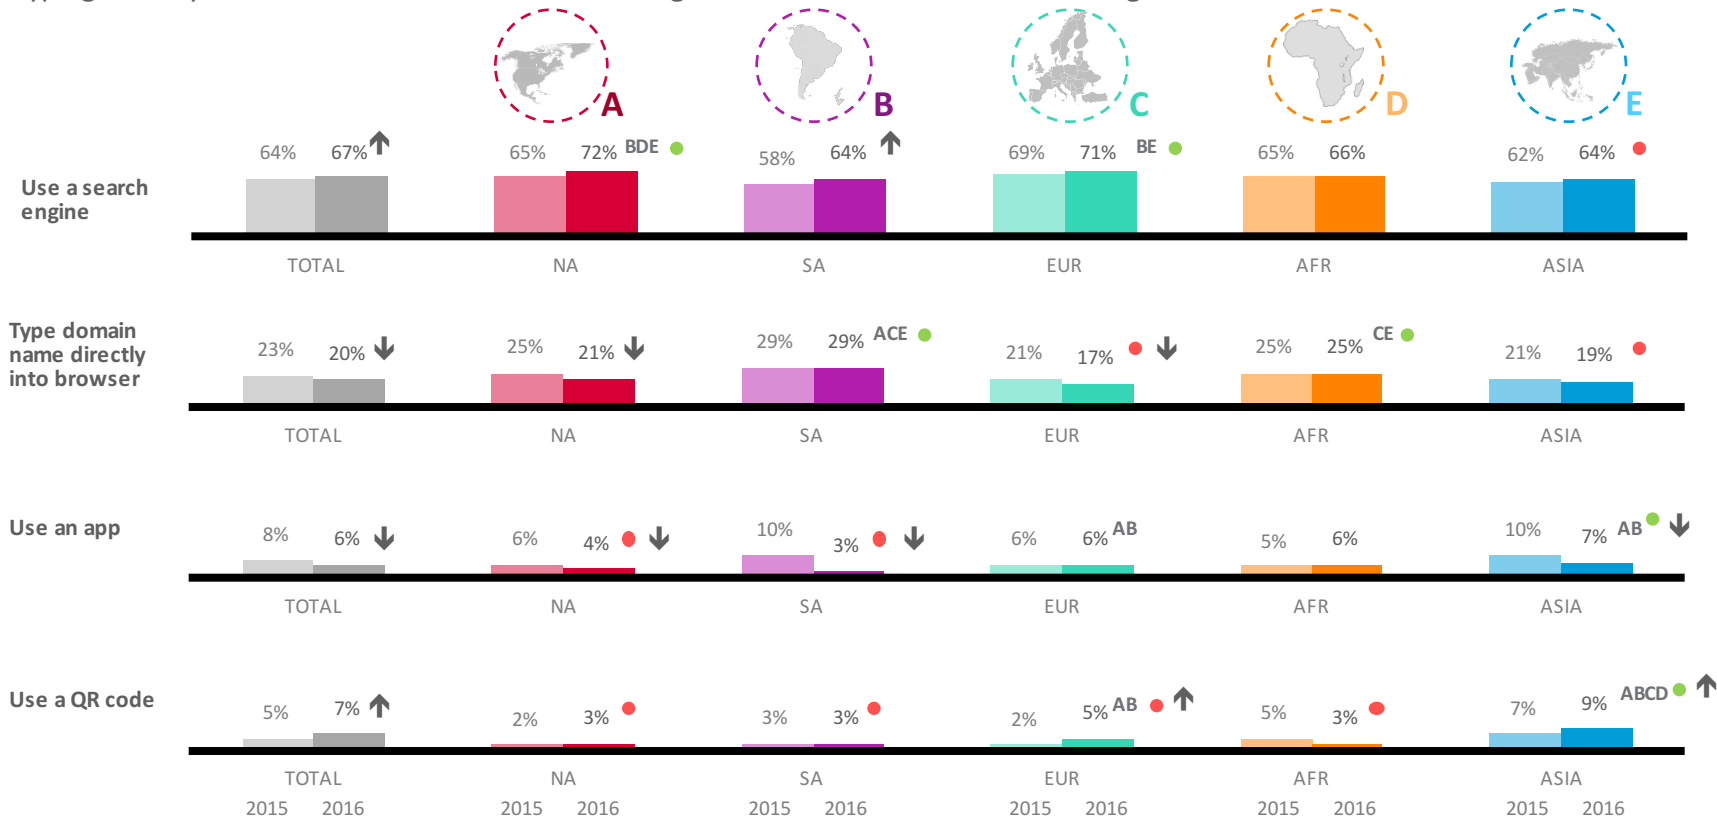 A B C D E
64% 67% 65% 72% BDE 58% 64% 69% 71% BE 65% 66% 62% 64%
Use a search
engine
TOTAL NA SA EUR AFR ASIA
Type domain
name directly
into browser
23% 20% 25% 21% 29% 29% ACE 21% 17% 25% 25% CE 21% 19%
TOTAL NA SA EUR AFR ASIA
Use an app
8% 6% 6% 4% 10% 3% 6% 6% AB 5% 6% 10% 7% AB
TOTAL NA SA EUR AFR ASIA
Use a QR code
5% 7% 2% 3% 3% 3% 2% 5% AB 5% 3% 7% 9% ABCD
TOTAL NA SA EUR AFR ASIA
2015 2016 2015 2016 2015 2016 2015 2016 2015 2016 2015 2016